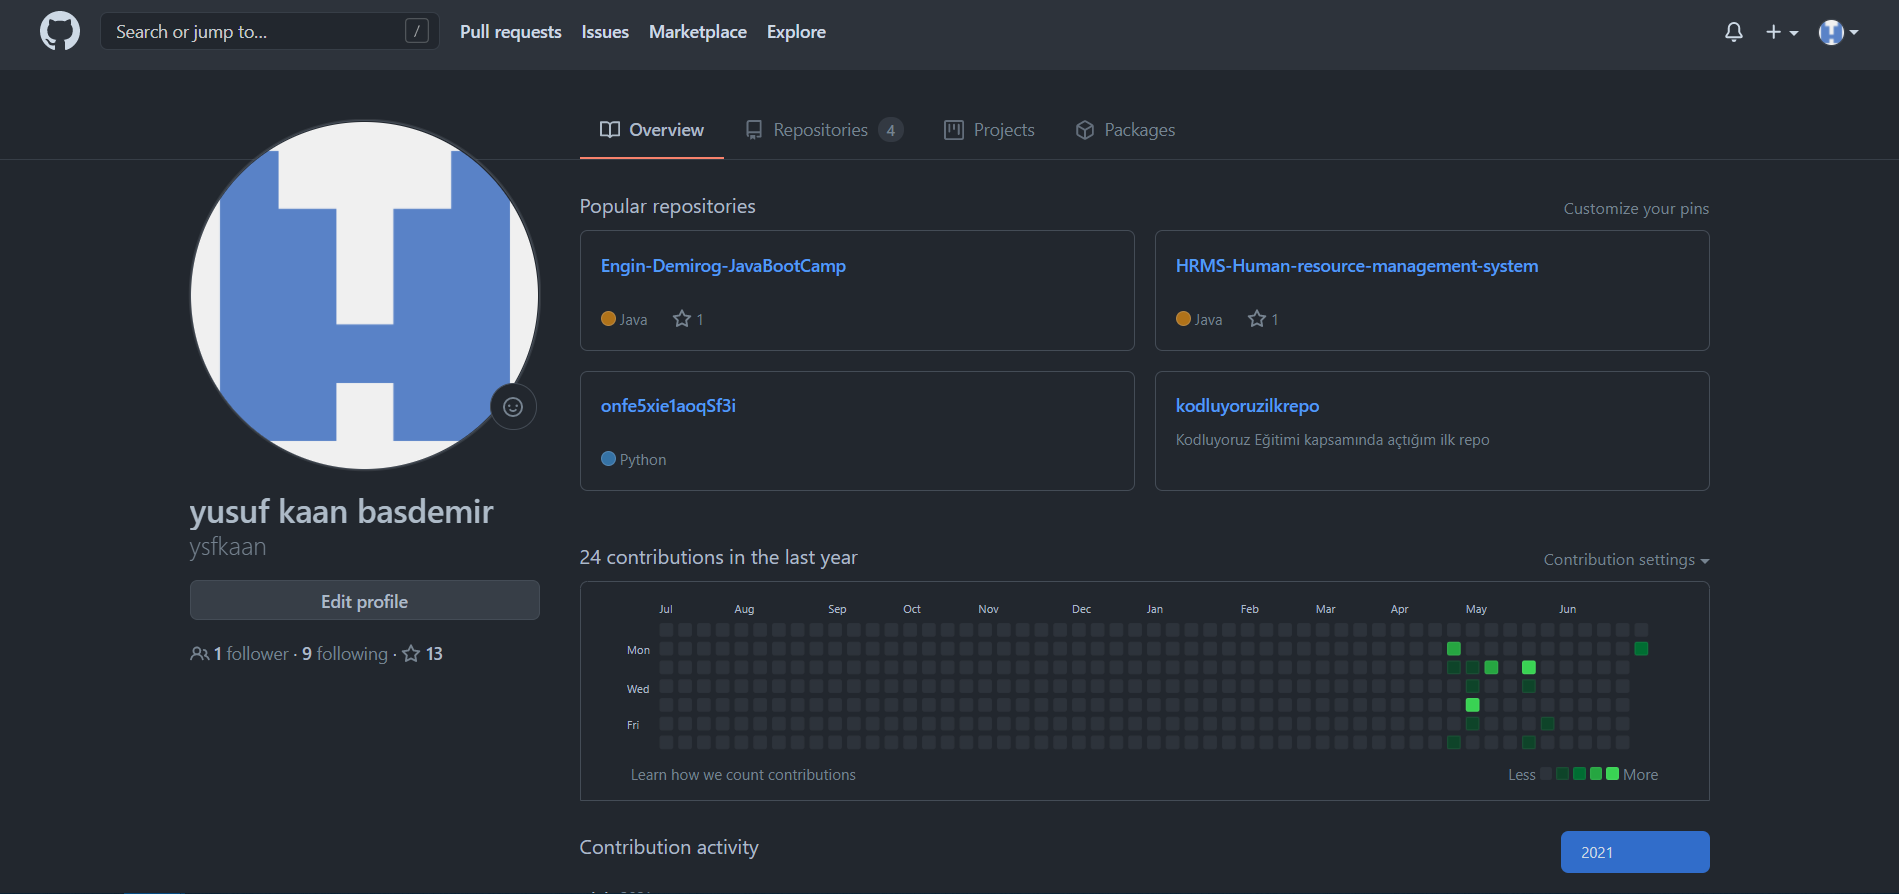 Search or jump to... /
Pull requests Issues Marketplace Explore
Overview Repositories 4 Projects Packages
Popular repositories
Customize your pins
Engin-Demirog-JavaBootCamp
Java 1
HRMS-Human-resource-management-system
Java 1
onfe5xie1aoqSf3i
Python
kodluyoruzilkrepo
Kodluyoruz Eğitimi kapsamında açtığım ilk repo
yusuf kaan basdemir
ysfkaan
Edit profile
1 follower · 9 following · 13
24 contributions in the last year
Contribution settings
Jul Aug Sep Oct Nov Dec Jan Feb Mar Apr May Jun
Mon
Wed
Fri
Learn how we count contributions
Less More
Contribution activity
2021